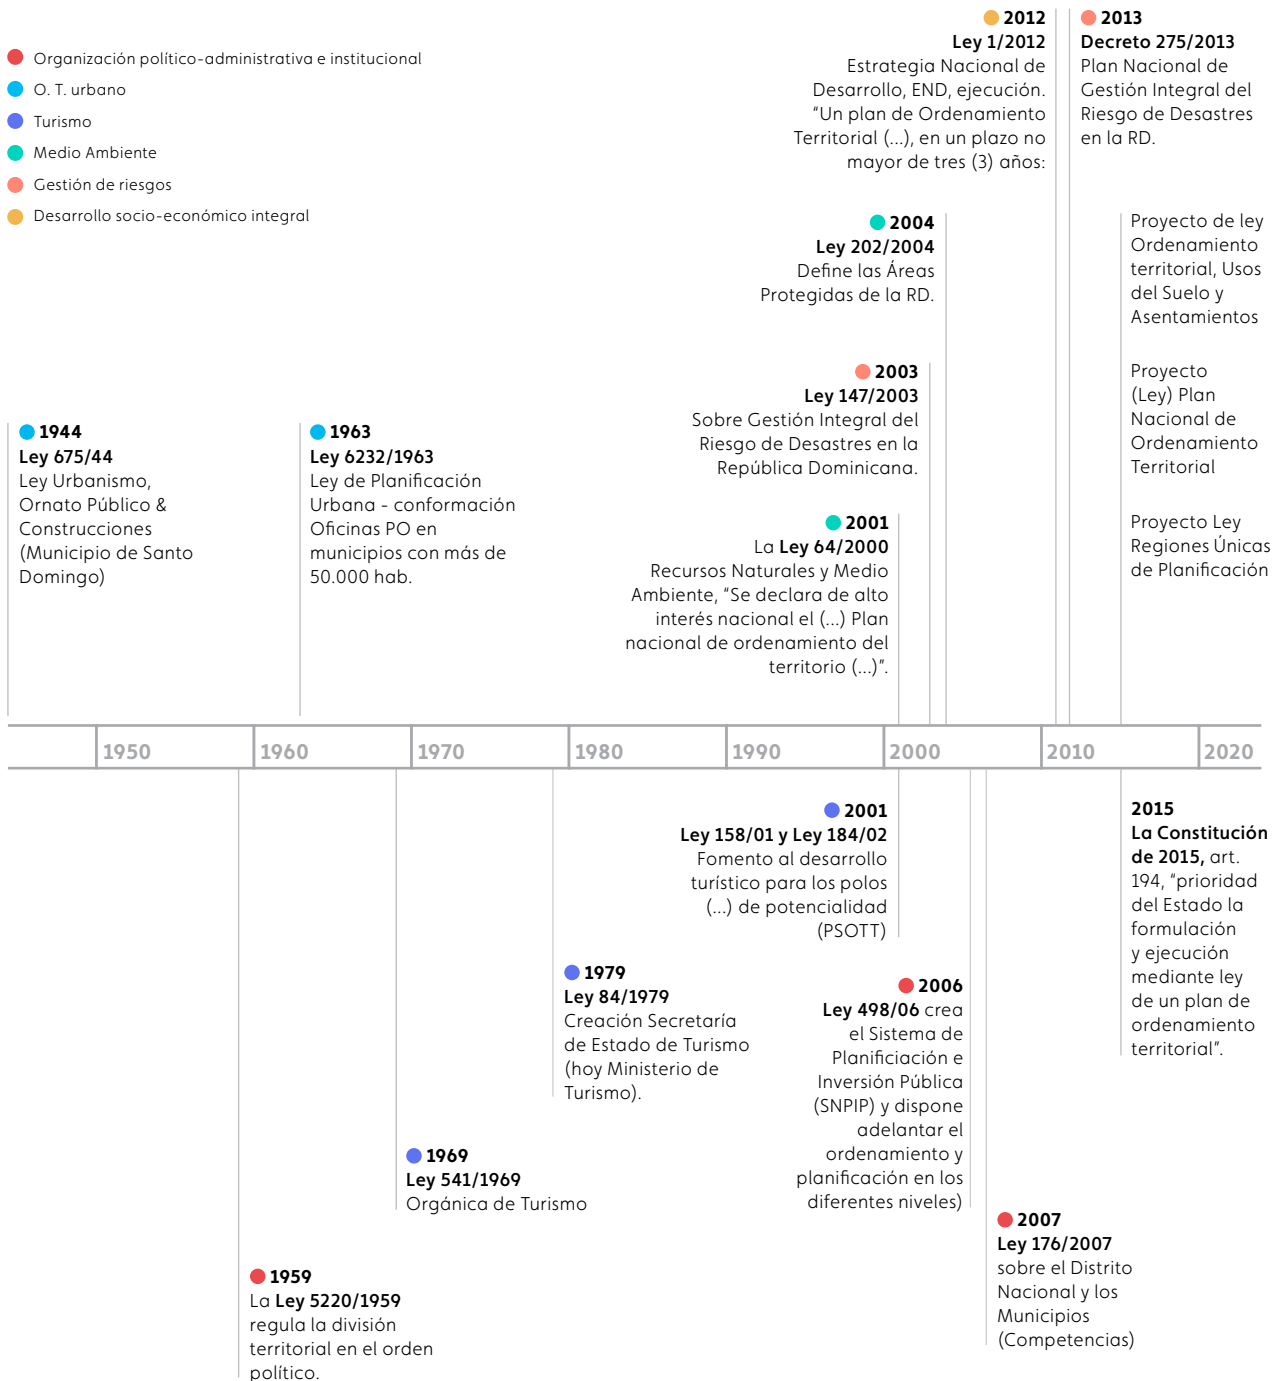 Organización político-administrativa e institucional
O. T. urbano
Turismo
Medio Ambiente
Gestión de riesgos
Desarrollo socio-económico integral
2012
Ley 1/2012
Estrategia Nacional de
Desarrollo, END, ejecución.
“Un plan de Ordenamiento
Territorial (...), en un plazo no
mayor de tres (3) años:
2013
Decreto 275/2013
Plan Nacional de
Gestión Integral del
Riesgo de Desastres
en la RD.
2004
Ley 202/2004
Define las Áreas
Protegidas de la RD.
Proyecto de ley
Ordenamiento
territorial, Usos
del Suelo y
Asentamientos
2003
Ley 147/2003
Sobre Gestión Integral del
Riesgo de Desastres en la
República Dominicana.
Proyecto
(Ley) Plan
Nacional de
Ordenamiento
Territorial
1944
Ley 675/44
Ley Urbanismo,
Ornato Público &
Construcciones
(Municipio de Santo
Domingo)
1963
Ley 6232/1963
Ley de Planificación
Urbana - conformación
Oficinas PO en
municipios con más de
50.000 hab.
2001
La Ley 64/2000
Recursos Naturales y Medio
Ambiente, “Se declara de alto
interés nacional el (...) Plan
nacional de ordenamiento del
territorio (...)”.
Proyecto Ley
Regiones Únicas
de Planificación
1950
1960
1970
1980
1990
2000
2010
2020
2001
Ley 158/01 y Ley 184/02
Fomento al desarrollo
turístico para los polos
(...) de potencialidad
(PSOTT)
2015
La Constitución
de 2015, art.
194, “prioridad
del Estado la
formulación
y ejecución
mediante ley
de un plan de
ordenamiento
territorial”.
1979
Ley 84/1979
Creación Secretaría
de Estado de Turismo
(hoy Ministerio de
Turismo).
2006
Ley 498/06 crea
el Sistema de
Planificiación e
Inversión Pública
(SNPIP) y dispone
adelantar el
ordenamiento y
planificación en los
diferentes niveles)
1969
Ley 541/1969
Orgánica de Turismo
2007
Ley 176/2007
sobre el Distrito
Nacional y los
Municipios
(Competencias)
1959
La Ley 5220/1959
regula la división
territorial en el orden
político.